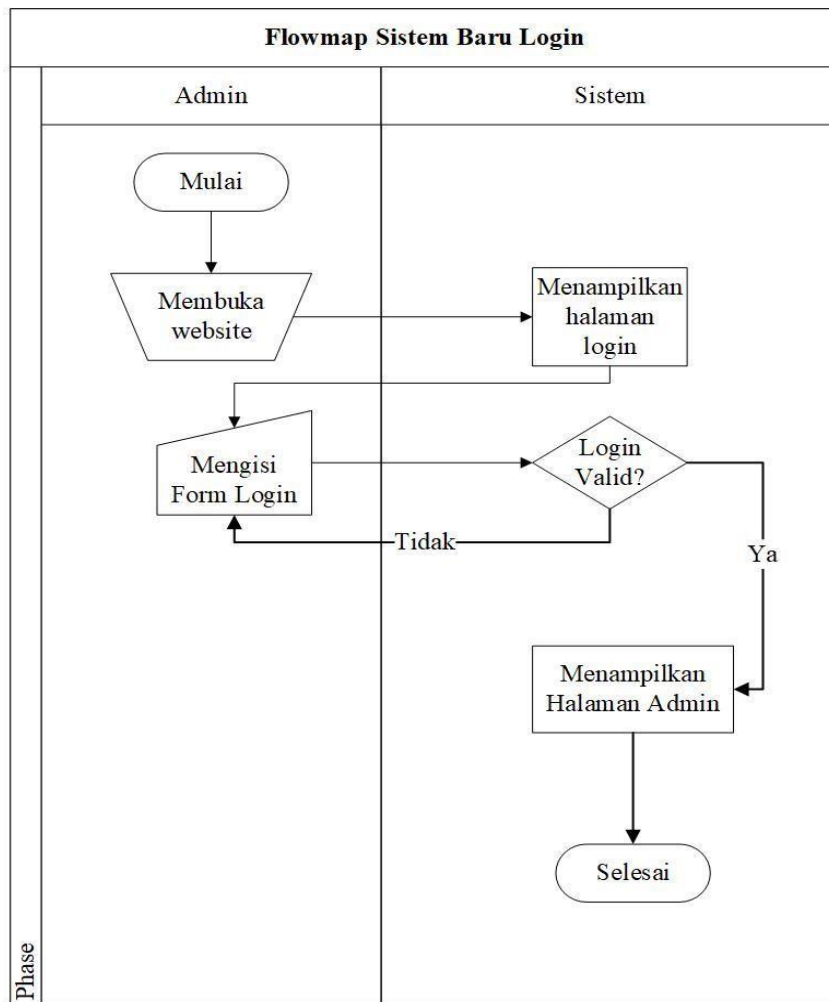 Flowmap Sistem Baru Login
Admin
Sistem
Mulai
Membuka
website
Menampilkan
halaman
login
Mengisi
Form Login
Login
Valid?
Tidak
Ya
Menampilkan
Halaman Admin
Selesai
Phase